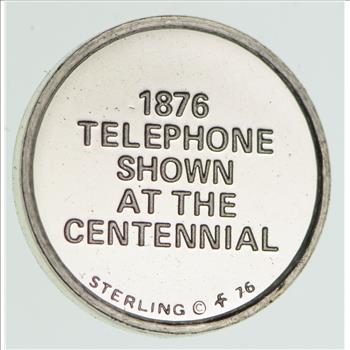 1876
TELEPHONE
SHOWN
AT THE
CENTENNIAL
STERLING © 76